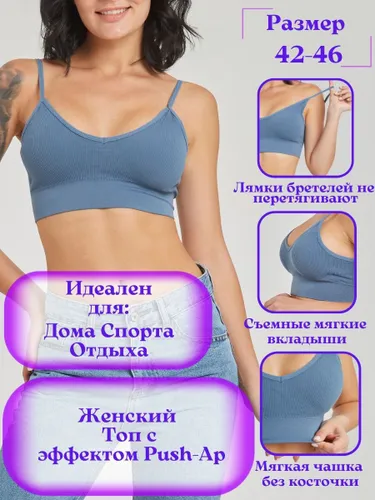 Размер
42-46
Лямки бретелей не
перетягивают
Съемные мягкие
вкладыши
Мягкая чашка
без косточки
Идеален
для:
Дома Спорта
Отдыха
Женский
Топ с
эффектом Push-Ap